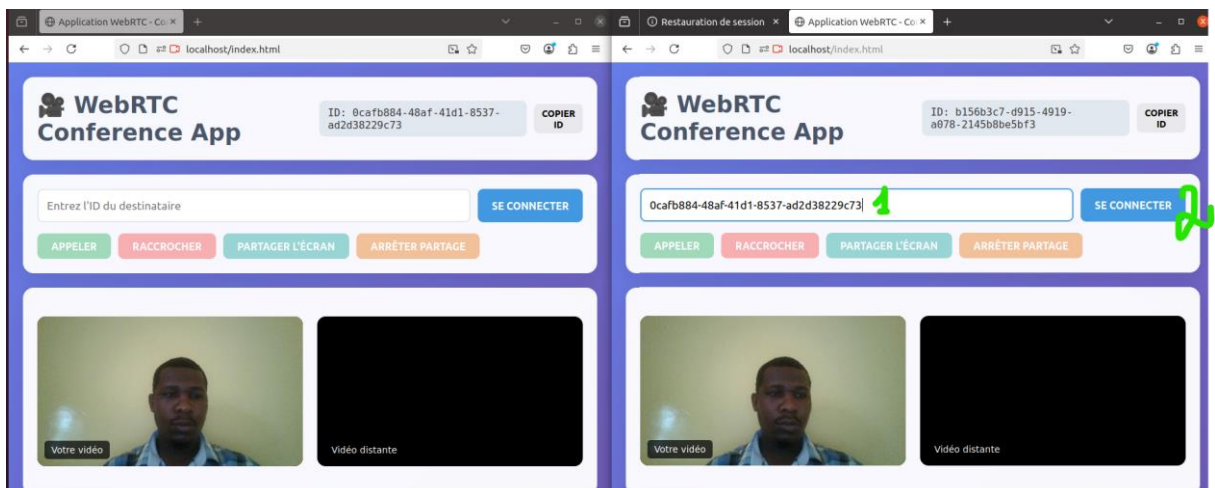 Application WebRTC - Co
localhost/index.html
WebRTC
Conference App
ID: 0cafb884-48af-41d1-8537-
ad2d38229c73
COPIER
ID
Entrez l'ID du destinataire
SE CONNECTER
APPELER
RACCROCHER
PARTAGER L'ÉCRAN
ARRÊTER PARTAGE
Votre vidéo
Vidéo distante
Restauration de session
Application WebRTC - Co
localhost/index.html
WebRTC
Conference App
ID: b156b3c7-d915-4919-
a078-2145b8be5bf3
COPIER
ID
0cafb884-48af-41d1-8537-ad2d38229c73
1
SE CONNECTER
2
APPELER
RACCROCHER
PARTAGER L'ÉCRAN
ARRÊTER PARTAGE
Votre vidéo
Vidéo distante